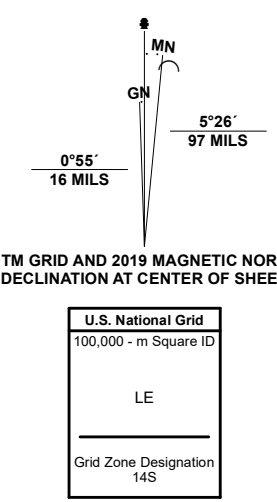 MN
GN
5°26´
97 MILS
0°55´
16 MILS
TM GRID AND 2019 MAGNETIC NOR
DECLINATION AT CENTER OF SHEE
U.S. National Grid
100,000 - m Square ID
LE
Grid Zone Designation
14S